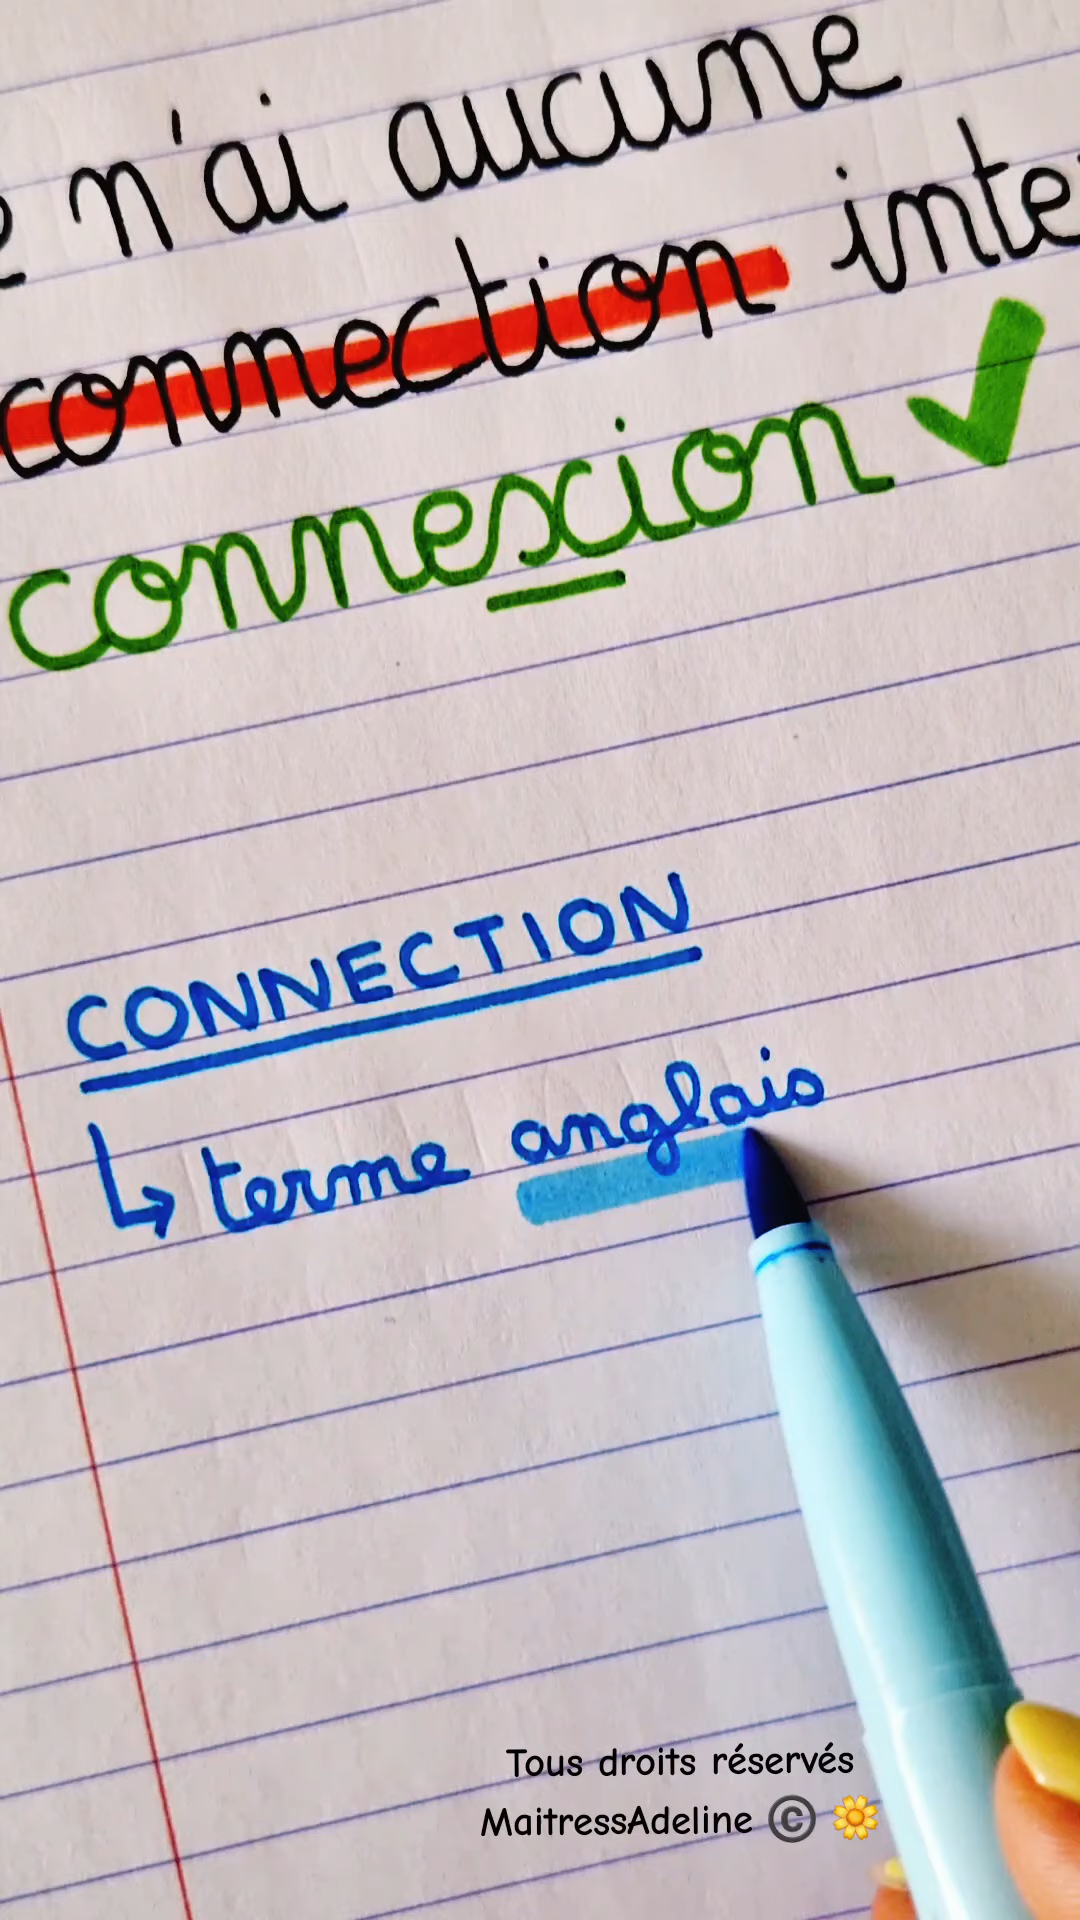 n'ai aucune
connection inte
connexion
CONNECTION
↳ terme anglais
Tous droits réservés
MaitressAdeline © 🌼